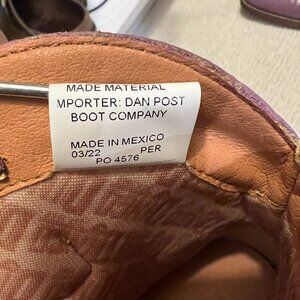 MADE MATERIAL
MPORTER: DAN POST
BOOT COMPANY
MADE IN MEXICO
03/22 PER
PO 4576